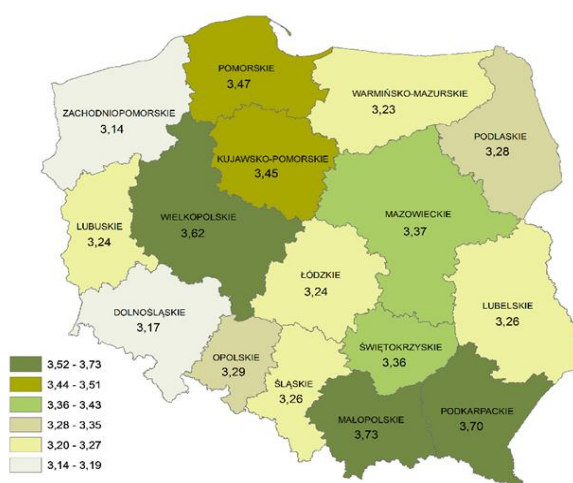 POMORSKIE
3,47
WARMIŃSKO-MAZURSKIE
3,23
ZACHODNIOPOMORSKIE
3,14
PODLASKIE
3,28
KUJAWSKO-POMORSKIE
3,45
WIELKOPOLSKIE
3,62
MAZOWIECKIE
3,37
LUBUSKIE
3,24
ŁÓDZKIE
3,24
DOLNOŚLĄSKIE
3,17
LUBELSKIE
3,26
OPOLSKIE
3,29
ŚWIĘTOKRZYSKIE
3,36
ŚLĄSKIE
3,26
MAŁOPOLSKIE
3,73
PODKARPACKIE
3,70
3,52 - 3,73
3,44 - 3,51
3,36 - 3,43
3,28 - 3,35
3,20 - 3,27
3,14 - 3,19